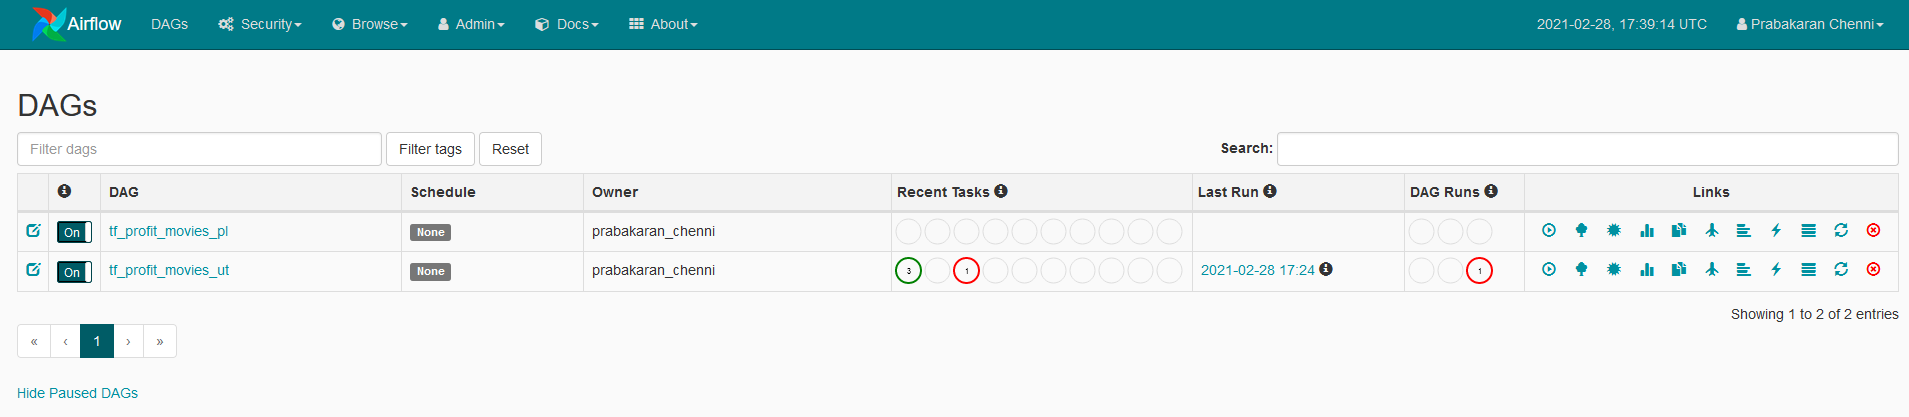 Airflow DAGs Security Browse Admin Docs About 2021-02-28, 17:39:14 UTC Prabakaran Chenni
DAGs
Filter dags Filter tags Reset Search:
DAG Schedule Owner Recent Tasks Last Run DAG Runs Links
On tf_profit_movies_pl None prabakaran_chenni
On tf_profit_movies_ut None prabakaran_chenni 3 1 2021-02-28 17:24 1
Showing 1 to 2 of 2 entries
« ‹ 1 › »
Hide Paused DAGs